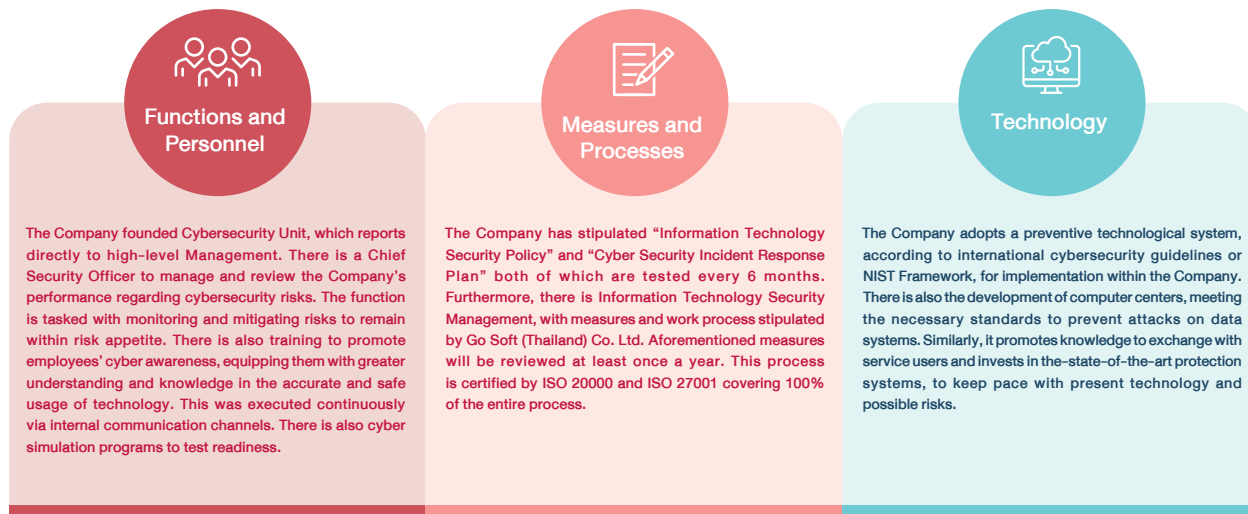 Functions and
Personnel
The Company founded Cybersecurity Unit, which reports
directly to high-level Management. There is a Chief
Security Officer to manage and review the Company's
performance regarding cybersecurity risks. The function
is tasked with monitoring and mitigating risks to remain
within risk appetite. There is also training to promote
employees' cyber awareness, equipping them with greater
understanding and knowledge in the accurate and safe
usage of technology. This was executed continuously
via internal communication channels. There is also cyber
simulation programs to test readiness.
Measures and
Processes
The Company has stipulated “Information Technology
Security Policy” and “Cyber Security Incident Response
Plan” both of which are tested every 6 months.
Furthermore, there is Information Technology Security
Management, with measures and work process stipulated
by Go Soft (Thailand) Co. Ltd. Aforementioned measures
will be reviewed at least once a year. This process
is certified by ISO 20000 and ISO 27001 covering 100%
of the entire process.
Technology
The Company adopts a preventive technological system,
according to international cybersecurity guidelines or
NIST Framework, for implementation within the Company.
There is also the development of computer centers, meeting
the necessary standards to prevent attacks on data
systems. Similarly, it promotes knowledge to exchange with
service users and invests in the-state-of-the-art protection
systems, to keep pace with present technology and
possible risks.